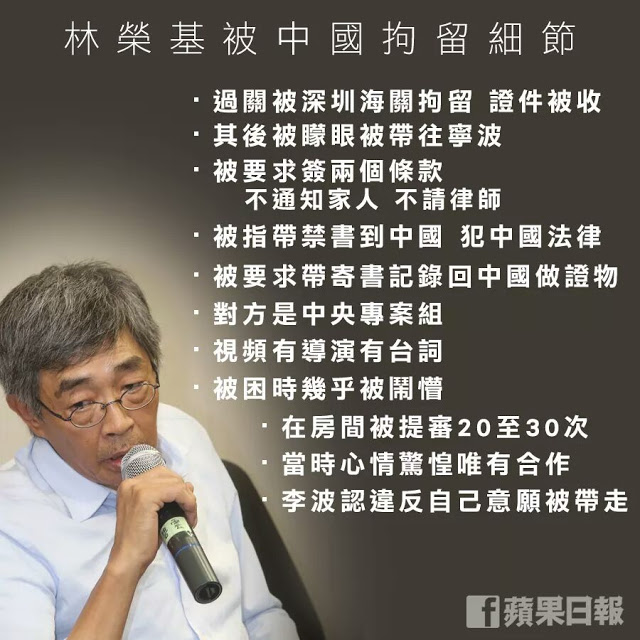 林榮基被中國拘留細節
·過關被深圳海關拘留 證件被收
·其後被矇眼被帶往寧波
·被要求簽兩個條款
不通知家人 不請律師
·被指帶禁書到中國 犯中國法律
·被要求帶寄書記錄回中國做證物
·對方是中央專案組
·視頻有導演有台詞
·被困時幾乎被鬧懵
·在房間被提審20至30次
·當時心情驚惶唯有合作
·李波認違反自己意願被帶走
f 蘋果日報